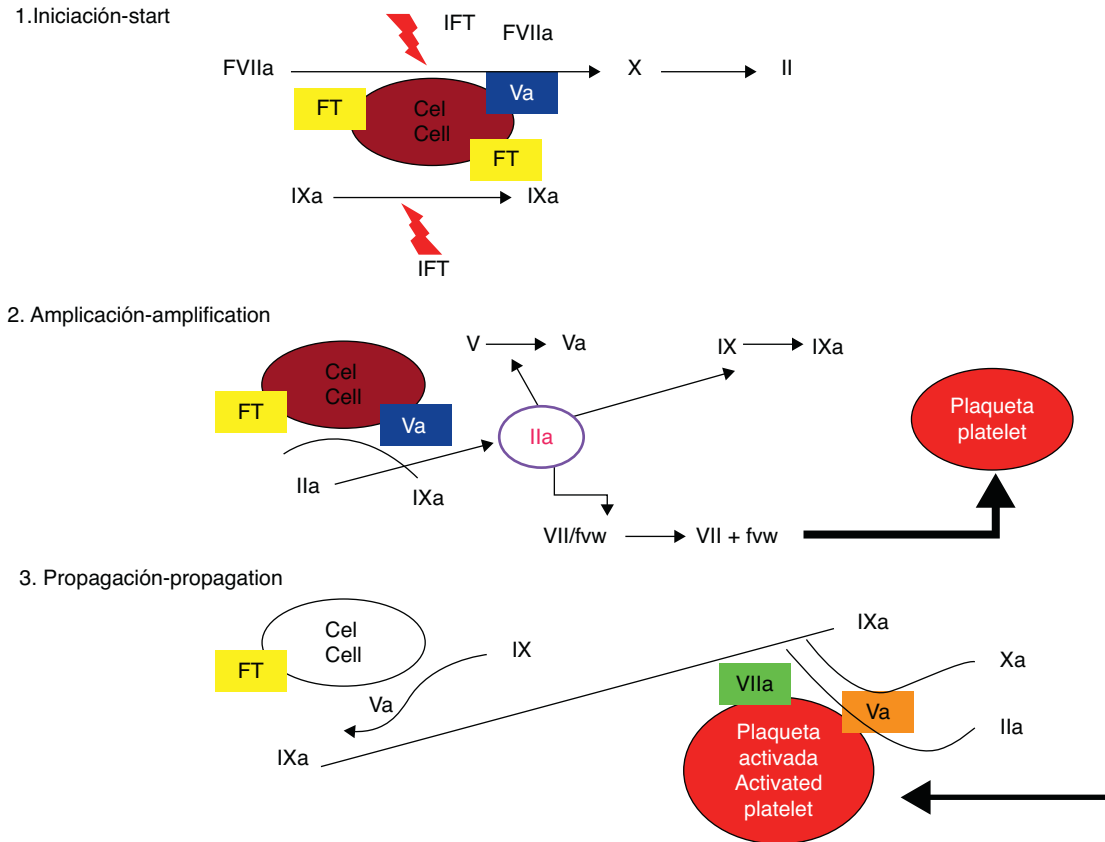 1.Iniciación-start
IFT
FVIIa
FVIIa
X
II
FT
Cel
Cell
Va
FT
IXa
IXa
IFT
2. Amplicación-amplification
V
Va
IX
IXa
Cel
Cell
FT
Va
IIa
Plaqueta
platelet
IIa
IXa
VII/fvw
VII + fvw
3. Propagación-propagation
Cel
Cell
FT
IX
Va
IXa
IXa
Xa
VIIa
Va
IIa
Plaqueta
activada
Activated
platelet